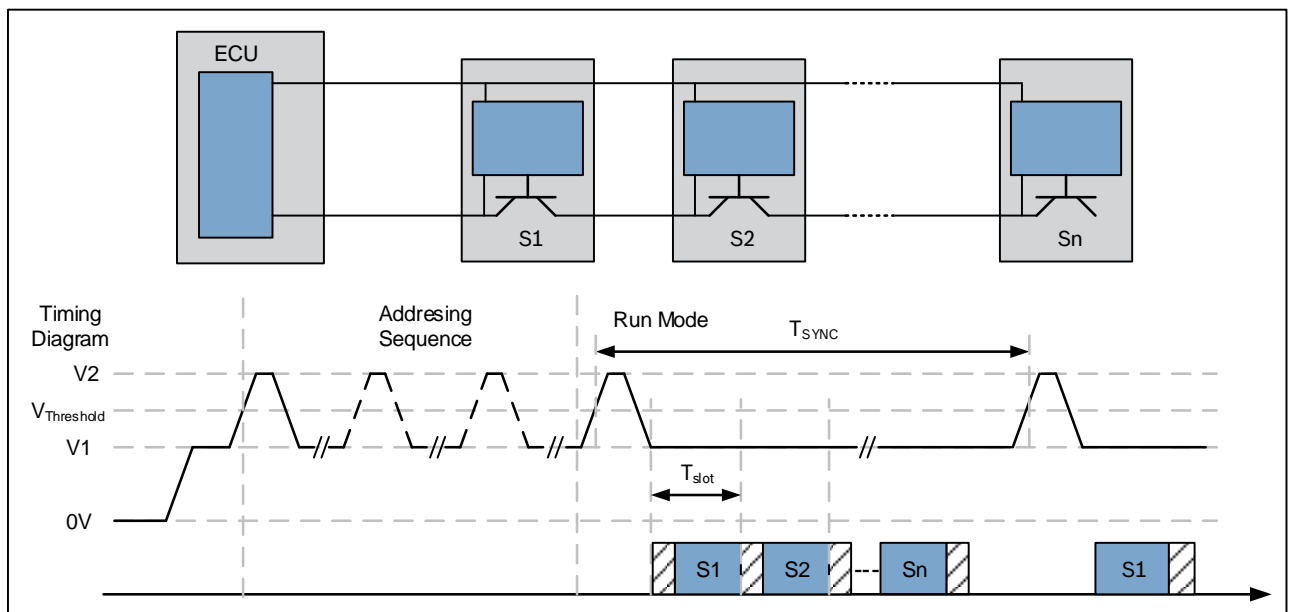 ECU
S1
S2
Sn
Timing
Diagram
Addresing
Sequence
Run Mode
TSYNC
V2
VThreshold
V1
Tslot
0V
S1
S2
Sn
S1